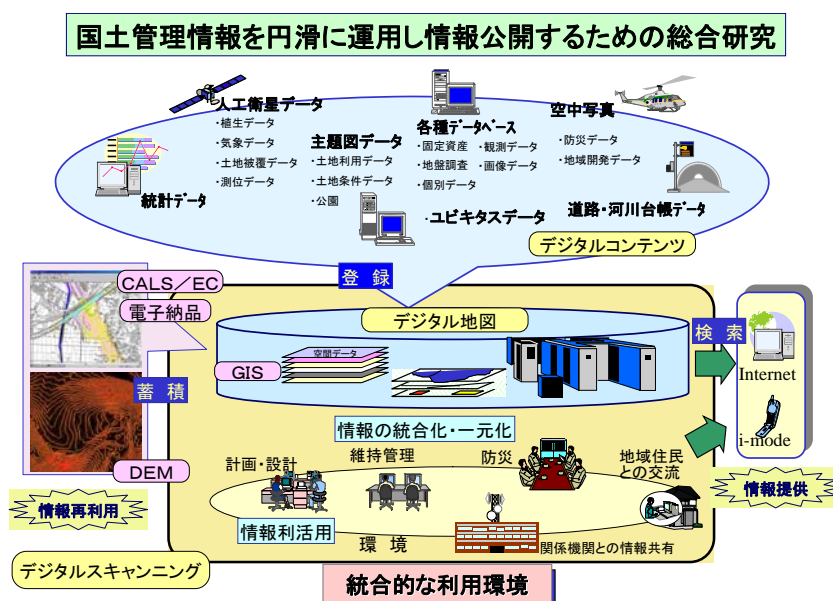 国土管理情報を円滑に運用し情報公開するための総合研究
人工衛星データ
・植生データ
・気象データ
・土地被覆データ
・測位データ
統計データ
主題図データ
・土地利用データ
・土地条件データ
・公園
各種データベース
・固定資産 ・観測データ
・地盤調査 ・画像データ
・個別データ
・ユビキタスデータ
空中写真
・防災データ
・地域開発データ
道路・河川台帳データ
デジタルコンテンツ
登 録
CALS／EC
電子納品
蓄 積
DEM
情報再利用
デジタルスキャンニング
デジタル地図
空間データ
GIS
情報の統合化・一元化
計画・設計
維持管理
防災
地域住民
との交流
情報利活用
環 境
関係機関との情報共有
統合的な利用環境
検 索
Internet
i-mode
情報提供